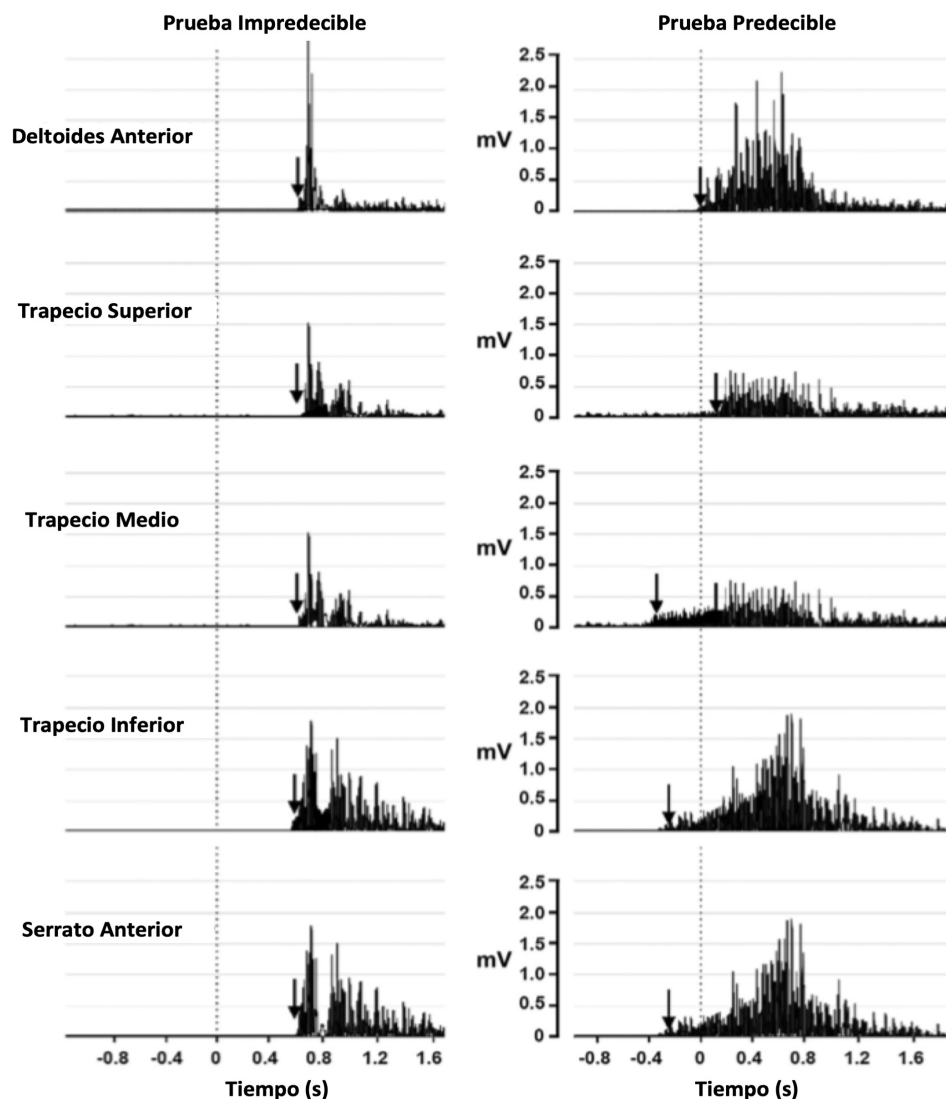 Prueba Impredecible
Prueba Predecible
Deltoides Anterior
mV
2.5
2.0
1.5
1.0
0.5
0
Trapecio Superior
mV
2.5
2.0
1.5
1.0
0.5
0
Trapecio Medio
mV
2.5
2.0
1.5
1.0
0.5
0
Trapecio Inferior
mV
2.5
2.0
1.5
1.0
0.5
0
Serrato Anterior
mV
2.5
2.0
1.5
1.0
0.5
0
-0.8 -0.4 0 0.4 0.8 1.2 1.6
-0.8 -0.4 0 0.4 0.8 1.2 1.6
Tiempo (s)
Tiempo (s)